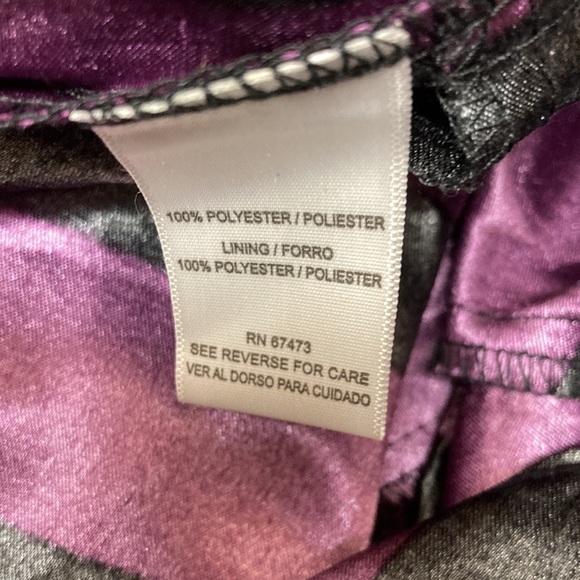 100% POLYESTER / POLIESTER
LINING / FORRO
100% POLYESTER / POLIESTER
RN 67473
SEE REVERSE FOR CARE
VER AL DORSO PARA CUIDADO